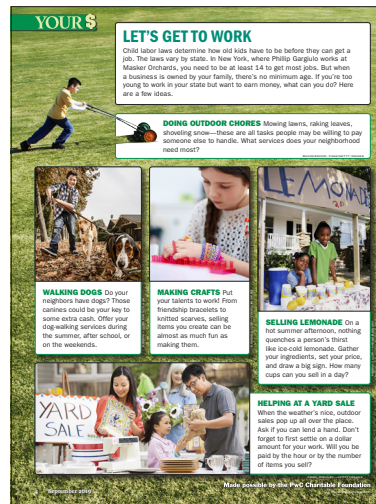 YOUR $
LET'S GET TO WORK
Child labor laws determine how old kids have to be before they can get a
job. The laws vary by state. In New York, where Phillip Gargiulo works at
Masker Orchards, you need to be at least 14 to get most jobs. But when
a business is owned by your family, there's no minimum age. If you're too
young to work in your state but want to earn money, what can you do? Here
are a few ideas.
DOING OUTDOOR CHORES Mowing lawns, raking leaves,
shoveling snow—these are all tasks people may be willing to pay
someone else to handle. What services does your neighborhood
need most?
LEMONADE
WALKING DOGS Do your
neighbors have dogs? Those
canines could be your key to
some extra cash. Offer your
dog-walking services during
the summer, after school, or
on the weekends.
MAKING CRAFTS Put
your talents to work! From
friendship bracelets to
knitted scarves, selling
items you create can be
almost as much fun as
making them.
SELLING LEMONADE On a
hot summer afternoon, nothing
quenches a person's thirst
like ice-cold lemonade. Gather
your ingredients, set your price,
and draw a big sign. How many
cups can you sell in a day?
YARD
SALE
HELPING AT A YARD SALE
When the weather's nice, outdoor
sales pop up all over the place.
Ask if you can lend a hand. Don't
forget to first settle on a dollar
amount for your work. Will you be
paid by the hour or by the number
of items you sell?
September 2019
Made possible by the PwC Charitable Foundation